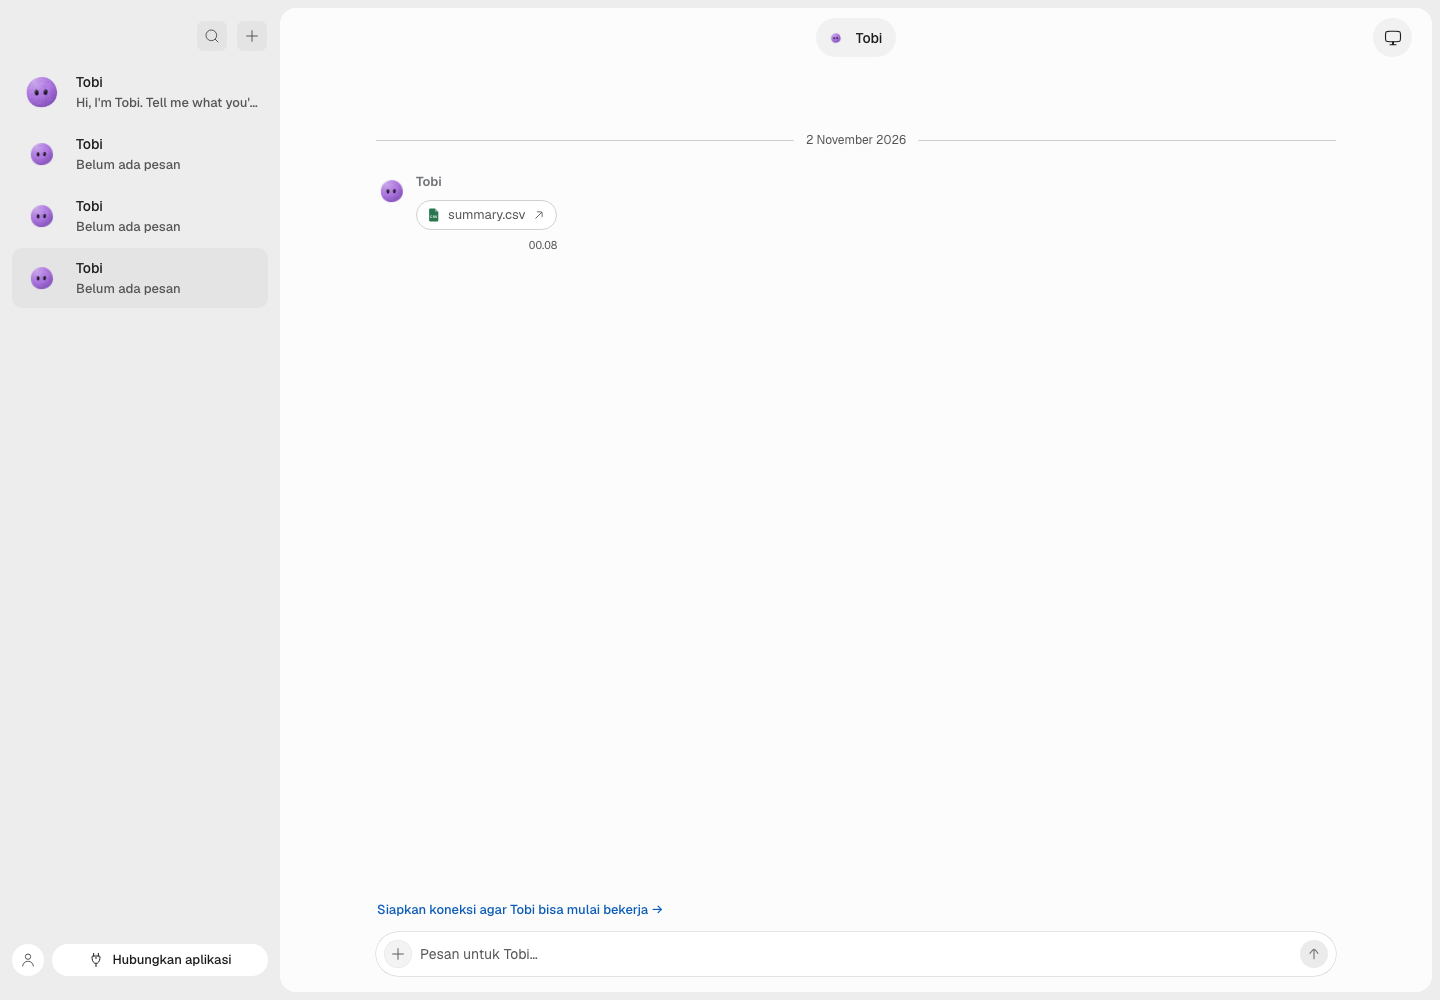 Tobi
Hi, I'm Tobi. Tell me what you'...
Tobi
Belum ada pesan
Tobi
Belum ada pesan
Tobi
Belum ada pesan
Hubungkan aplikasi
Tobi
2 November 2026
Tobi
summary.csv
00.08
Siapkan koneksi agar Tobi bisa mulai bekerja →
Pesan untuk Tobi...